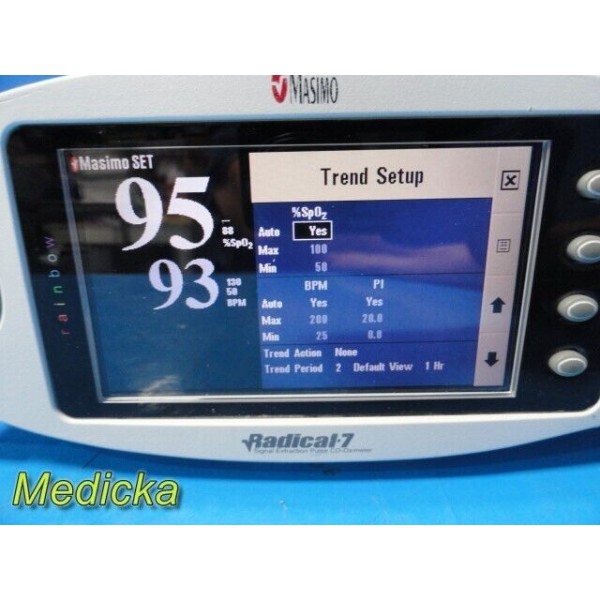 MASIMO
Masimo SET
Trend Setup
95
88
%SpO2
93
130
50
BPM
%SpO2
Auto Yes
Max 100
Min 50
BPM PI
Auto Yes Yes
Max 200 20.0
Min 25 0.0
Trend Action None
Trend Period 2 Default View 1 Hr
rainbow
Radical-7
Signal Extraction Pulse CO-Oximeter
Medicka